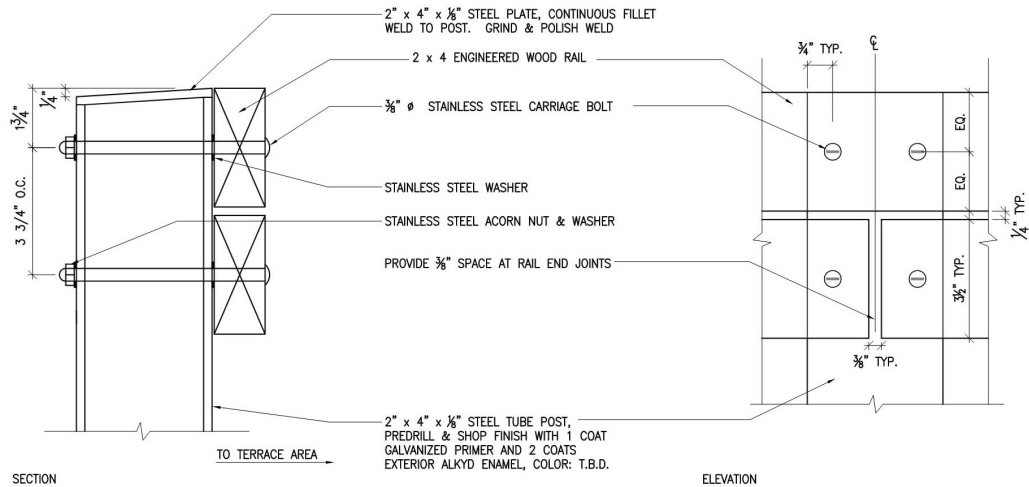 2" x 4" x ⅛" STEEL PLATE, CONTINUOUS FILLET
WELD TO POST. GRIND & POLISH WELD
2 x 4 ENGINEERED WOOD RAIL
⅜" ø STAINLESS STEEL CARRIAGE BOLT
STAINLESS STEEL WASHER
STAINLESS STEEL ACORN NUT & WASHER
PROVIDE ⅜" SPACE AT RAIL END JOINTS
2" x 4" x ⅛" STEEL TUBE POST,
PREDRILL & SHOP FINISH WITH 1 COAT
GALVANIZED PRIMER AND 2 COATS
EXTERIOR ALKYD ENAMEL, COLOR: T.B.D.
1¾"
¼"
3 3/4" O.C.
TO TERRACE AREA
SECTION
¾" TYP.
℄
EQ.
EQ.
¼" TYP.
3½" TYP.
⅜" TYP.
ELEVATION